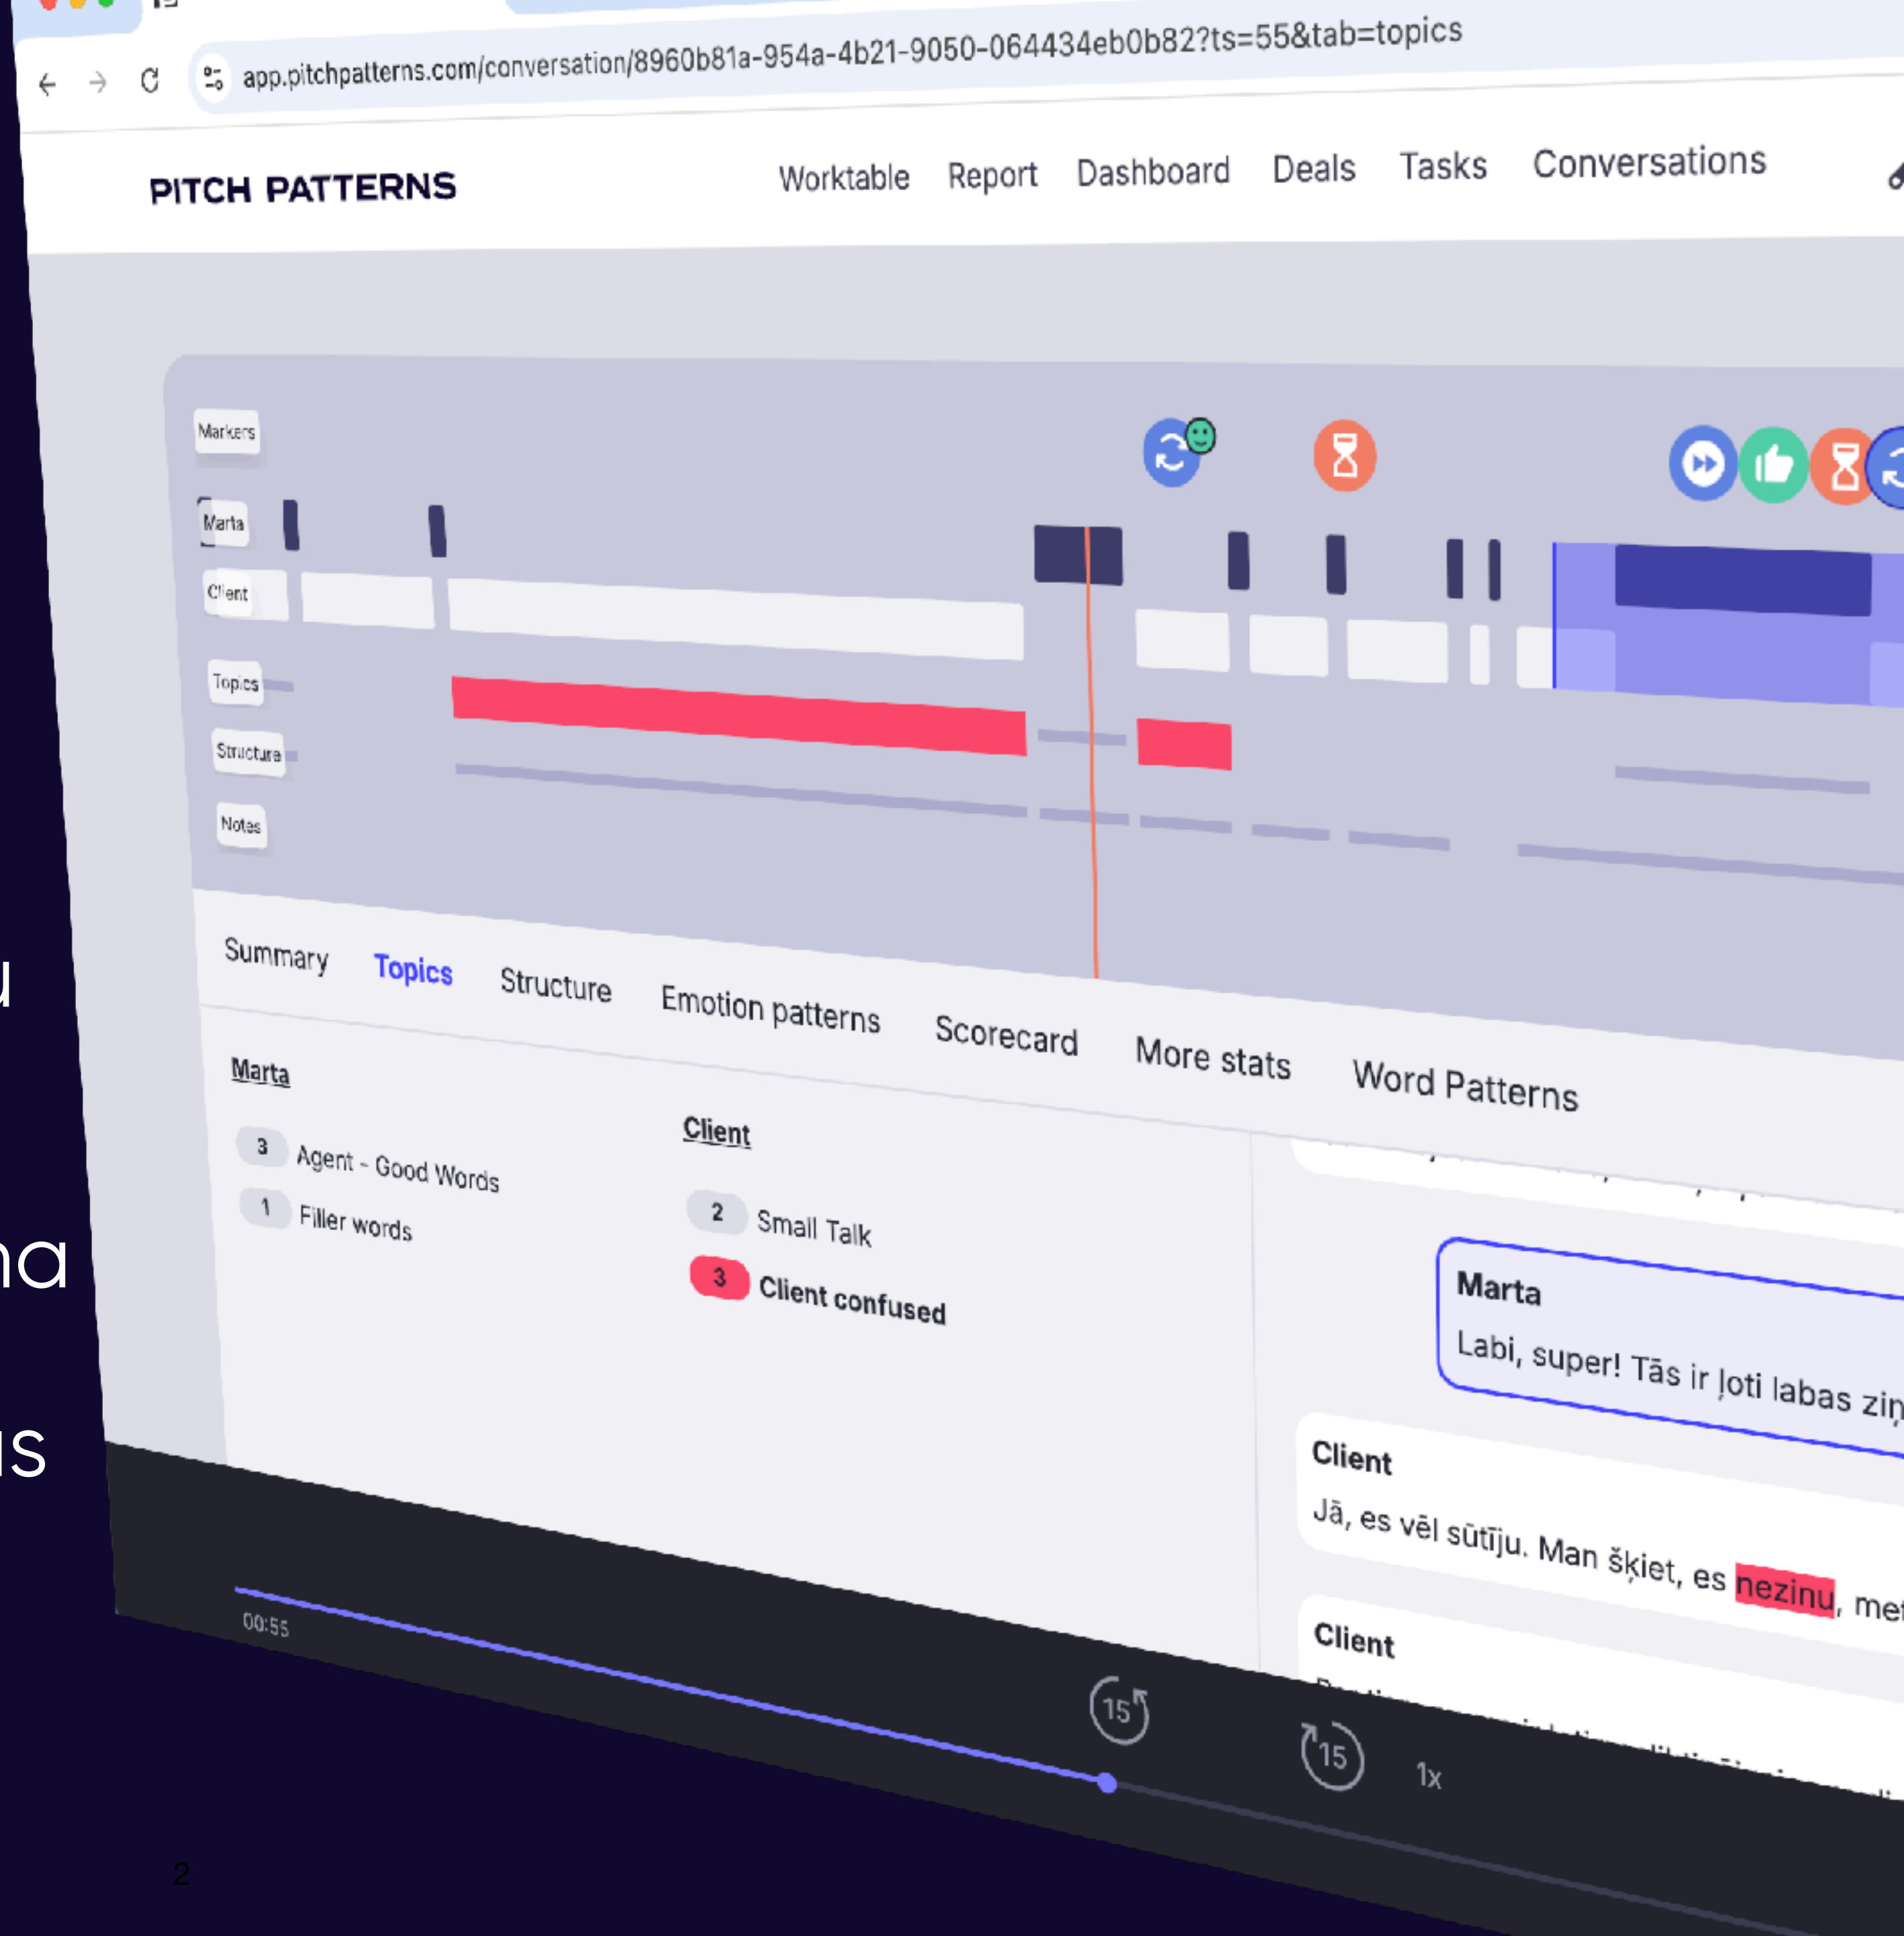 app.pitchpatterns.com/conversation/8960b81a-954a-4b21-9050-064434eb0b82?ts=55&tab=topics
PITCH PATTERNS
Worktable Report Dashboard Deals Tasks Conversations
Markers
Marta
Client
Topics
Structure
Notes
Summary Topics Structure Emotion patterns Scorecard More stats Word Patterns
Marta
3 Agent - Good Words
1 Filler words
Client
2 Small Talk
3 Client confused
Marta
Labi, super! Tās ir ļoti labas
Client
Jā, es vēl sūtīju. Man šķiet, es nezinu,
Client
00:55
15
15
1x
2